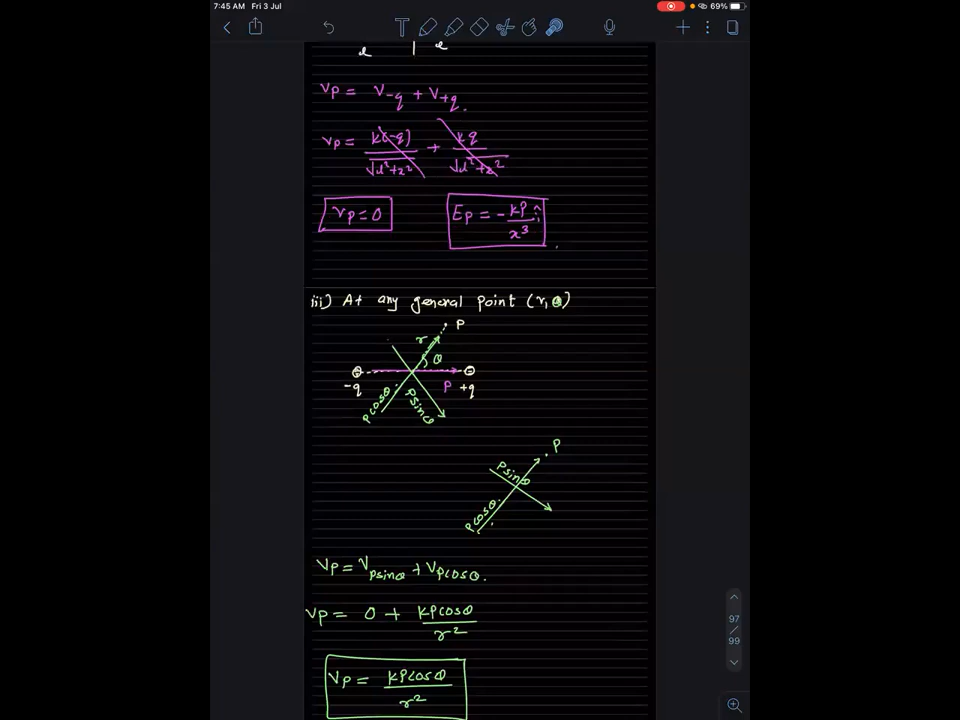 7:45 AM Fri 3 Jul
69%
T
l l
Vp = V-q + V+q.
Vp = k(-q)/√d²+x² + kq/√d²+x²
Vp = 0 Ep = - kP/x³ î
iii) At any general point (r, θ)
P
r
θ
-q P +q
Pcosθ Psinθ
P
Psinθ
Pcosθ
Vp = Vpsinθ + Vpcosθ.
Vp = 0 + kPcosθ/r²
Vp = kPcosθ/r²
97
/
99